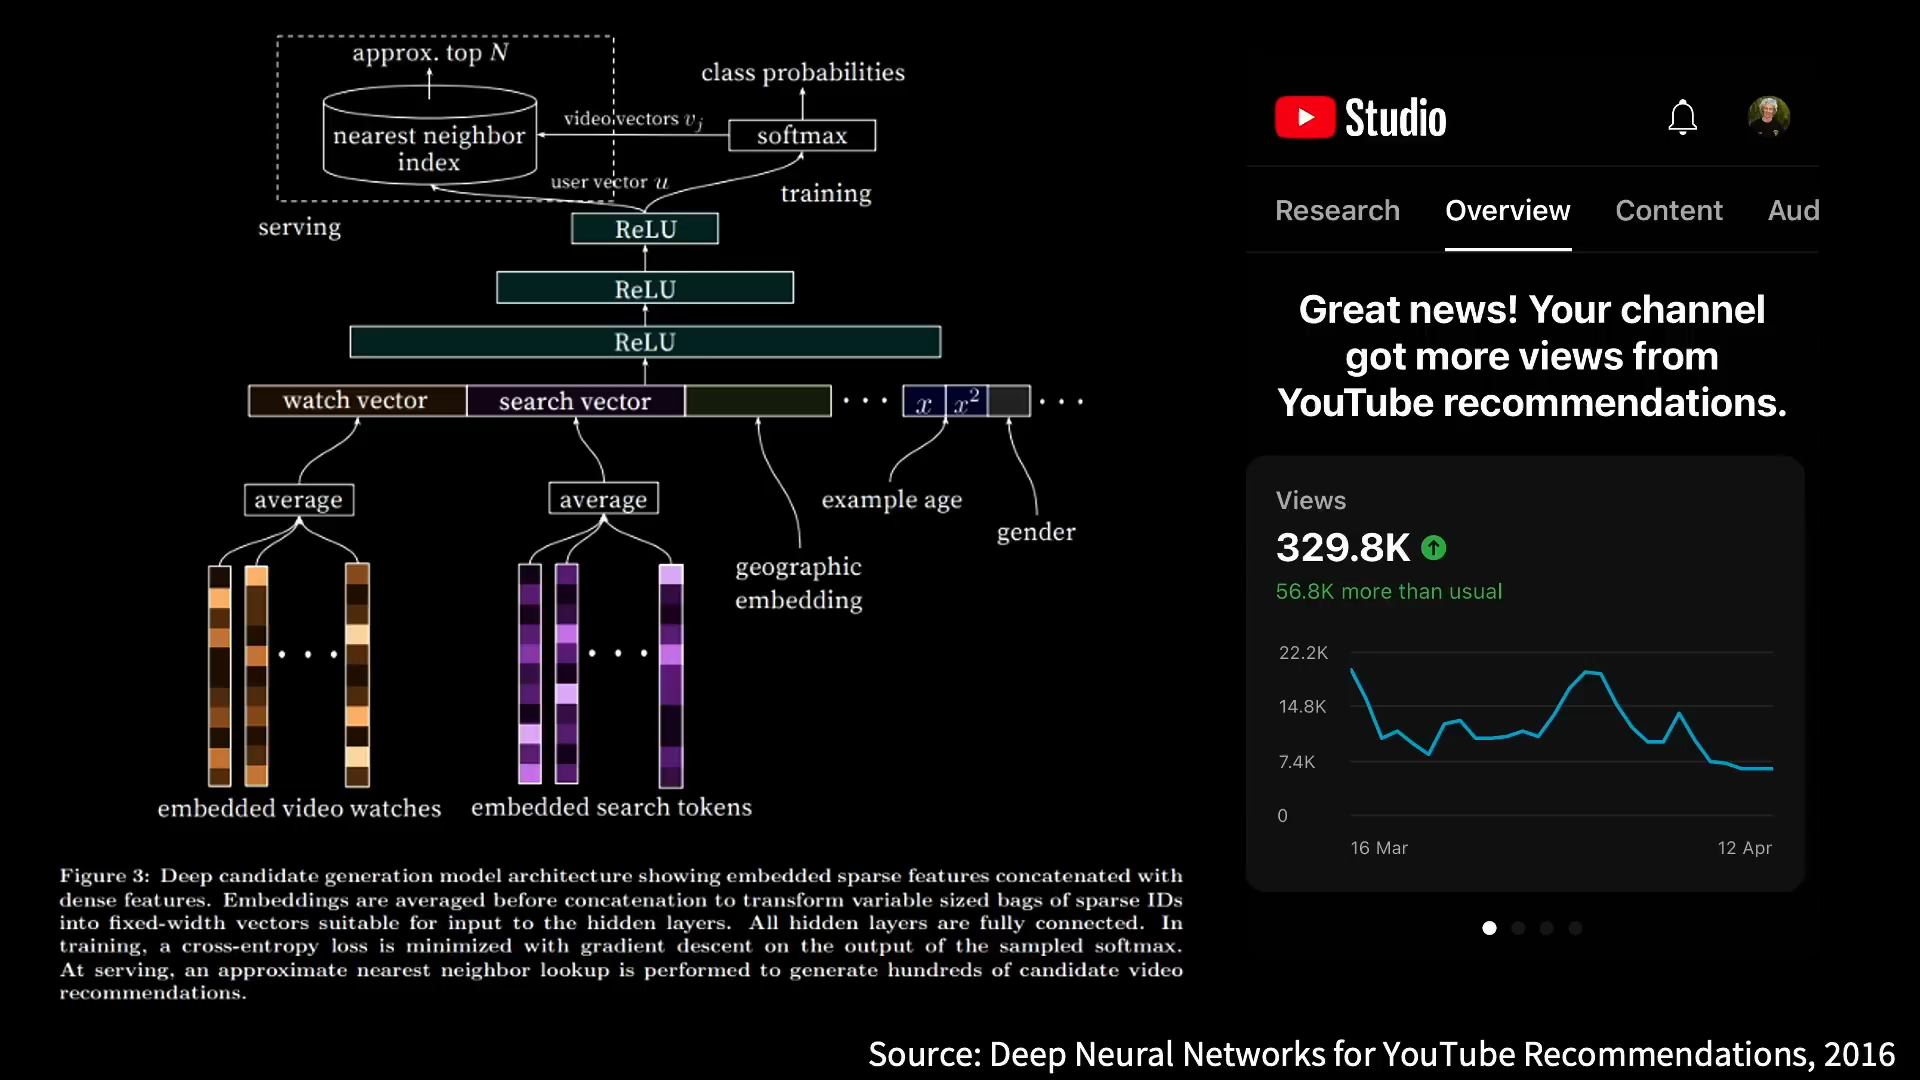 approx. top N
class probabilities
nearest neighbor
index
video vectors vj
softmax
user vector u
training
serving
ReLU
ReLU
ReLU
watch vector
search vector
x
x²
average
average
example age
gender
geographic
embedding
embedded video watches
embedded search tokens
Figure 3: Deep candidate generation model architecture showing embedded sparse features concatenated with
dense features. Embeddings are averaged before concatenation to transform variable sized bags of sparse IDs
into fixed-width vectors suitable for input to the hidden layers. All hidden layers are fully connected. In
training, a cross-entropy loss is minimized with gradient descent on the output of the sampled softmax.
At serving, an approximate nearest neighbor lookup is performed to generate hundreds of candidate video
recommendations.
Studio
Research Overview Content Aud
Great news! Your channel
got more views from
YouTube recommendations.
Views
329.8K
56.8K more than usual
22.2K
14.8K
7.4K
0
16 Mar
12 Apr
Source: Deep Neural Networks for YouTube Recommendations, 2016